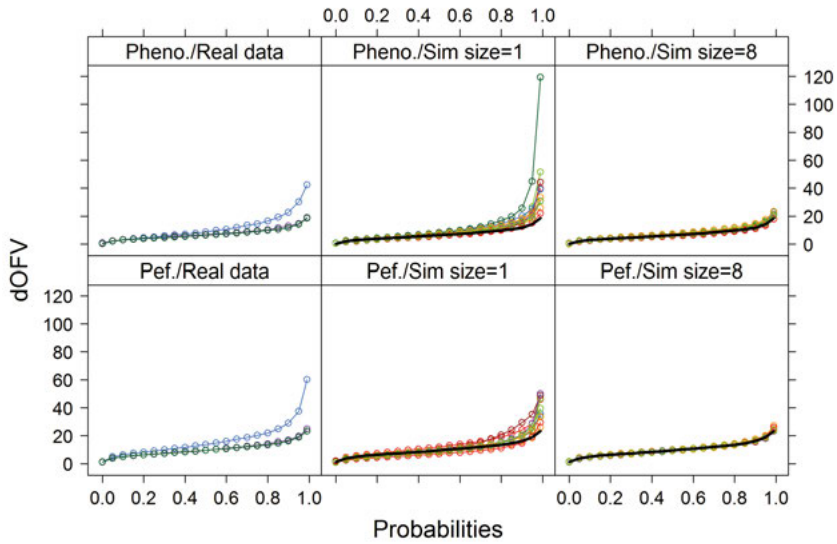 0.0 0.2 0.4 0.6 0.8 1.0
Pheno./Real data Pheno./Sim size=1 Pheno./Sim size=8
120
100
80
60
40
20
0
dOFV
Pef./Real data Pef./Sim size=1 Pef./Sim size=8
120
100
80
60
40
20
0
0.0 0.2 0.4 0.6 0.8 1.0 0.0 0.2 0.4 0.6 0.8 1.0
Probabilities